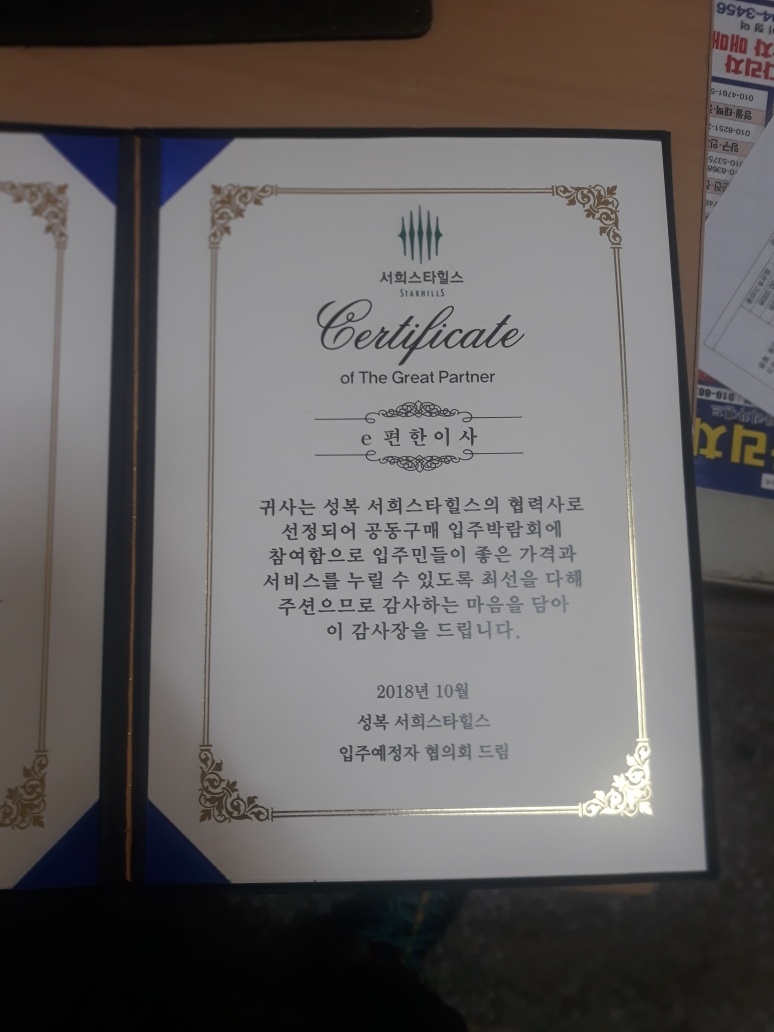 서희스타힐스
STARHILLS
Certificate
of The Great Partner
e 편한이사
귀사는 성복 서희스타힐스의 협력사로
선정되어 공동구매 입주박람회에
참여함으로 입주민들이 좋은 가격과
서비스를 누릴 수 있도록 최선을 다해
주션으므로 감사하는 마음을 담아
이 감사장을 드립니다.
2018년 10월
성복 서희스타힐스
입주예정자 협의회 드림